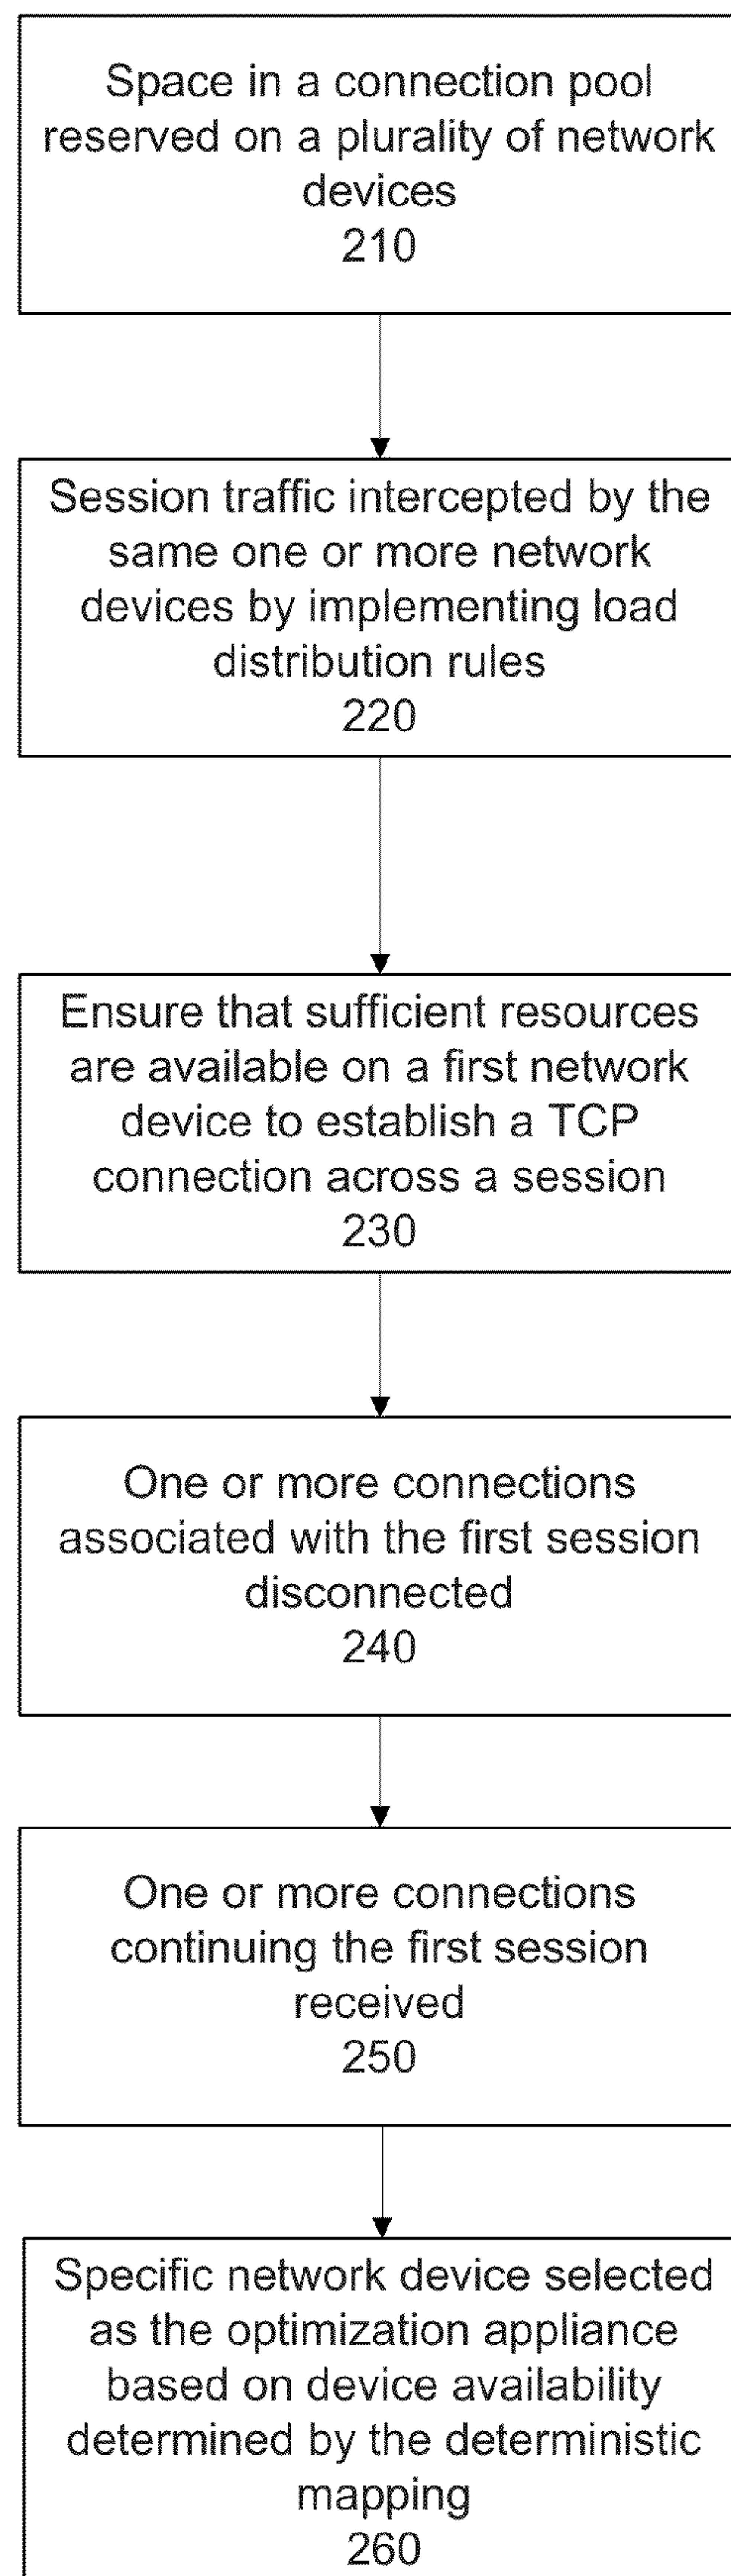 Space in a connection pool
reserved on a plurality of network
devices
210
Session traffic intercepted by the
same one or more network
devices by implementing load
distribution rules
220
Ensure that sufficient resources
are available on a first network
device to establish a TCP
connection across a session
230
One or more connections
associated with the first session
disconnected
240
One or more connections
continuing the first session
received
250
Specific network device selected
as the optimization appliance
based on device availability
determined by the deterministic
mapping
260